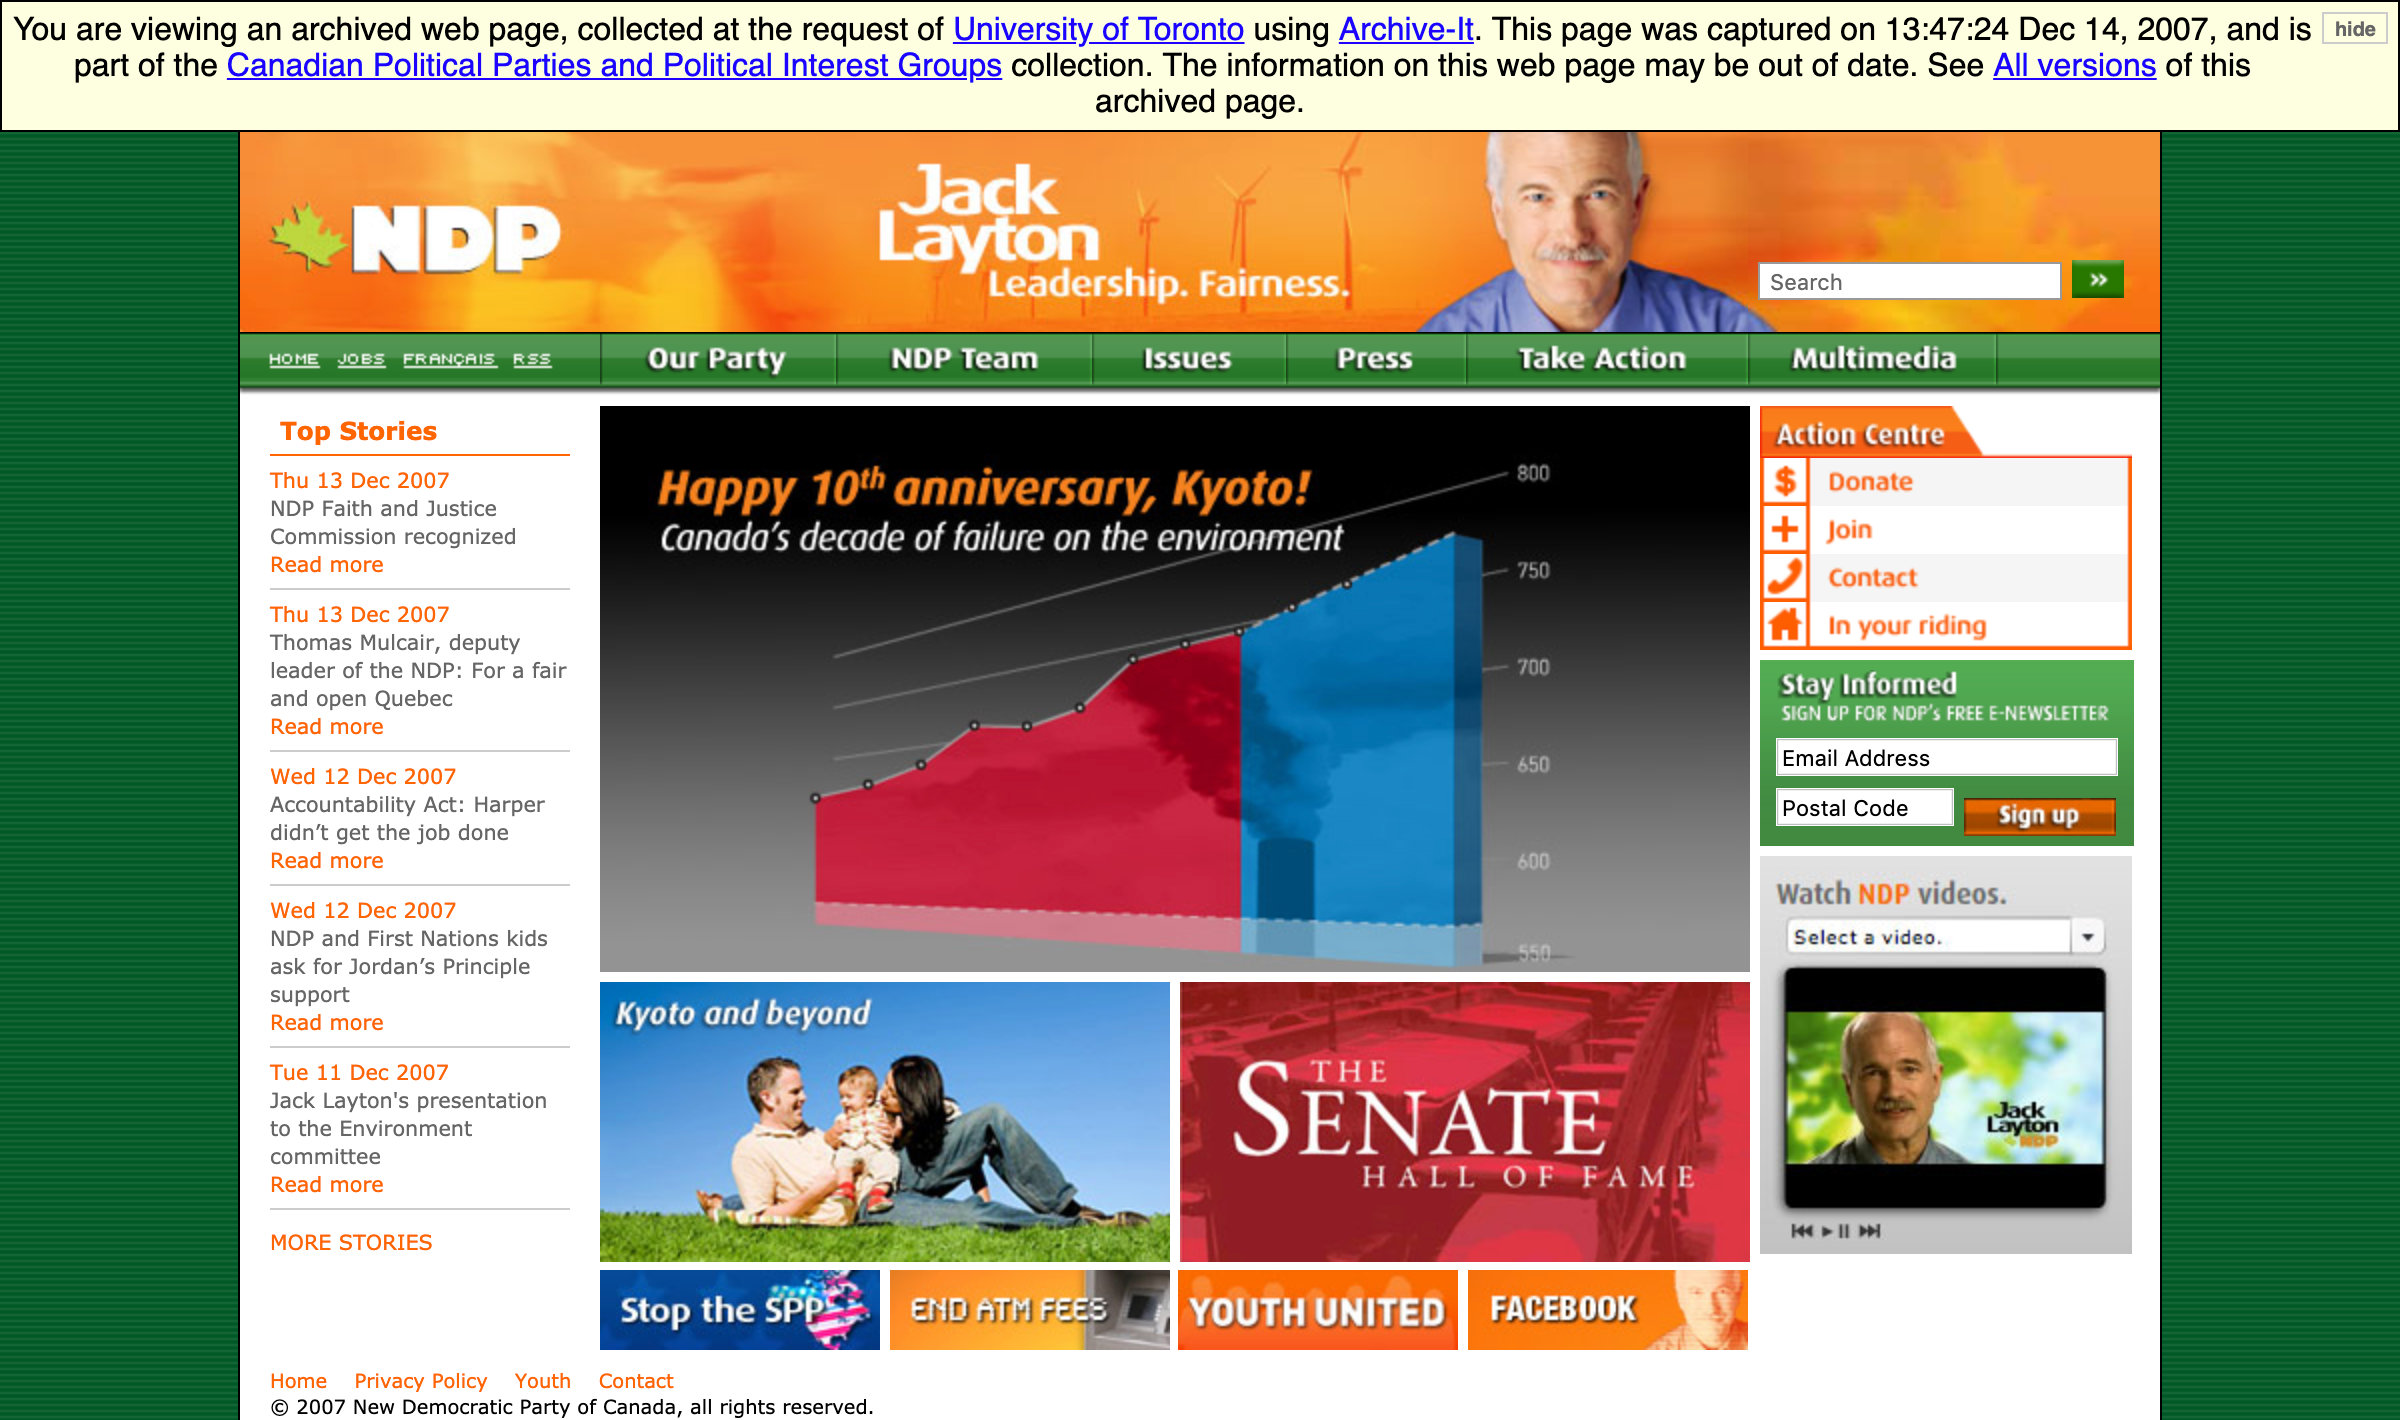 You are viewing an archived web page, collected at the request of University of Toronto using Archive-It. This page was captured on 13:47:24 Dec 14, 2007, and is
part of the Canadian Political Parties and Political Interest Groups collection. The information on this web page may be out of date. See All versions of this
archived page.
hide
NDP
Jack
Layton
Leadership. Fairness.
Search
»
HOME JOBS FRANÇAIS RSS
Our Party NDP Team Issues Press Take Action Multimedia
Top Stories
Thu 13 Dec 2007
NDP Faith and Justice
Commission recognized
Read more
Thu 13 Dec 2007
Thomas Mulcair, deputy
leader of the NDP: For a fair
and open Quebec
Read more
Wed 12 Dec 2007
Accountability Act: Harper
didn’t get the job done
Read more
Wed 12 Dec 2007
NDP and First Nations kids
ask for Jordan’s Principle
support
Read more
Tue 11 Dec 2007
Jack Layton's presentation
to the Environment
committee
Read more
MORE STORIES
Happy 10th anniversary, Kyoto!
Canada’s decade of failure on the environment
800
750
700
650
600
550
Kyoto and beyond
THE
SENATE
HALL OF FAME
Stop the SPP
END ATM FEES
YOUTH UNITED
FACEBOOK
Action Centre
$ Donate
Join
Contact
In your riding
Stay Informed
SIGN UP FOR NDP's FREE E-NEWSLETTER
Email Address
Postal Code
Sign up
Watch NDP videos.
Select a video.
Jack
Layton
NDP
Home Privacy Policy Youth Contact
© 2007 New Democratic Party of Canada, all rights reserved.